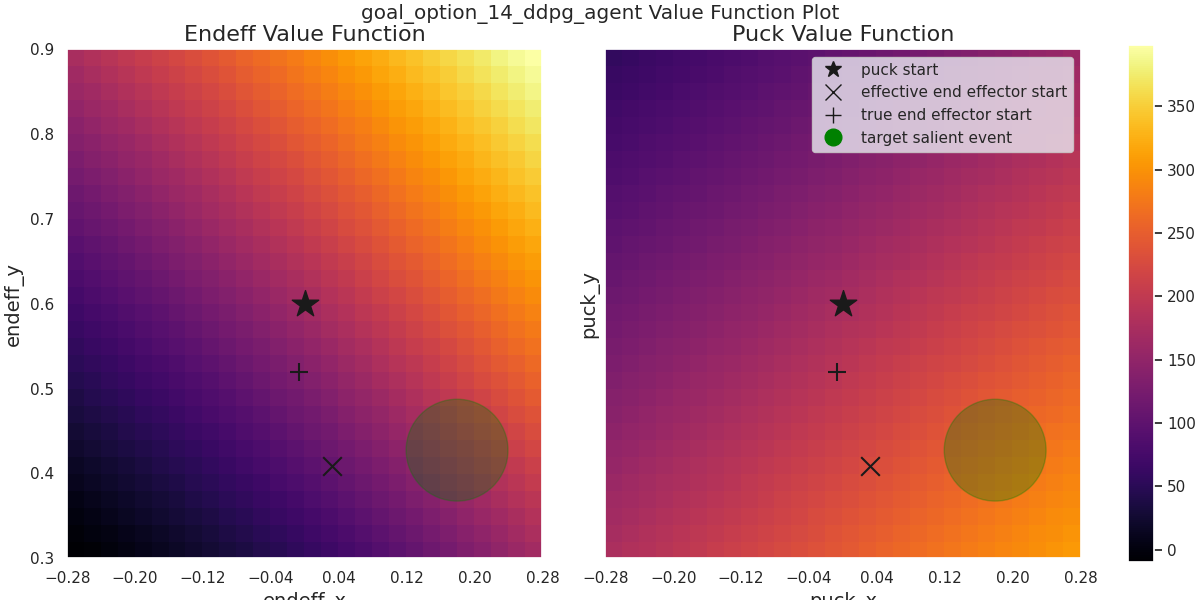 goal_option_14_ddpg_agent Value Function Plot
Endeff Value Function
Puck Value Function
0.9
0.8
0.7
0.6
0.5
0.4
0.3
endeff_y
−0.28 −0.20 −0.12 −0.04 0.04 0.12 0.20 0.28
endeff_x
puck start
effective end effector start
true end effector start
target salient event
puck_y
−0.28 −0.20 −0.12 −0.04 0.04 0.12 0.20 0.28
puck_x
350
300
250
200
150
100
50
0